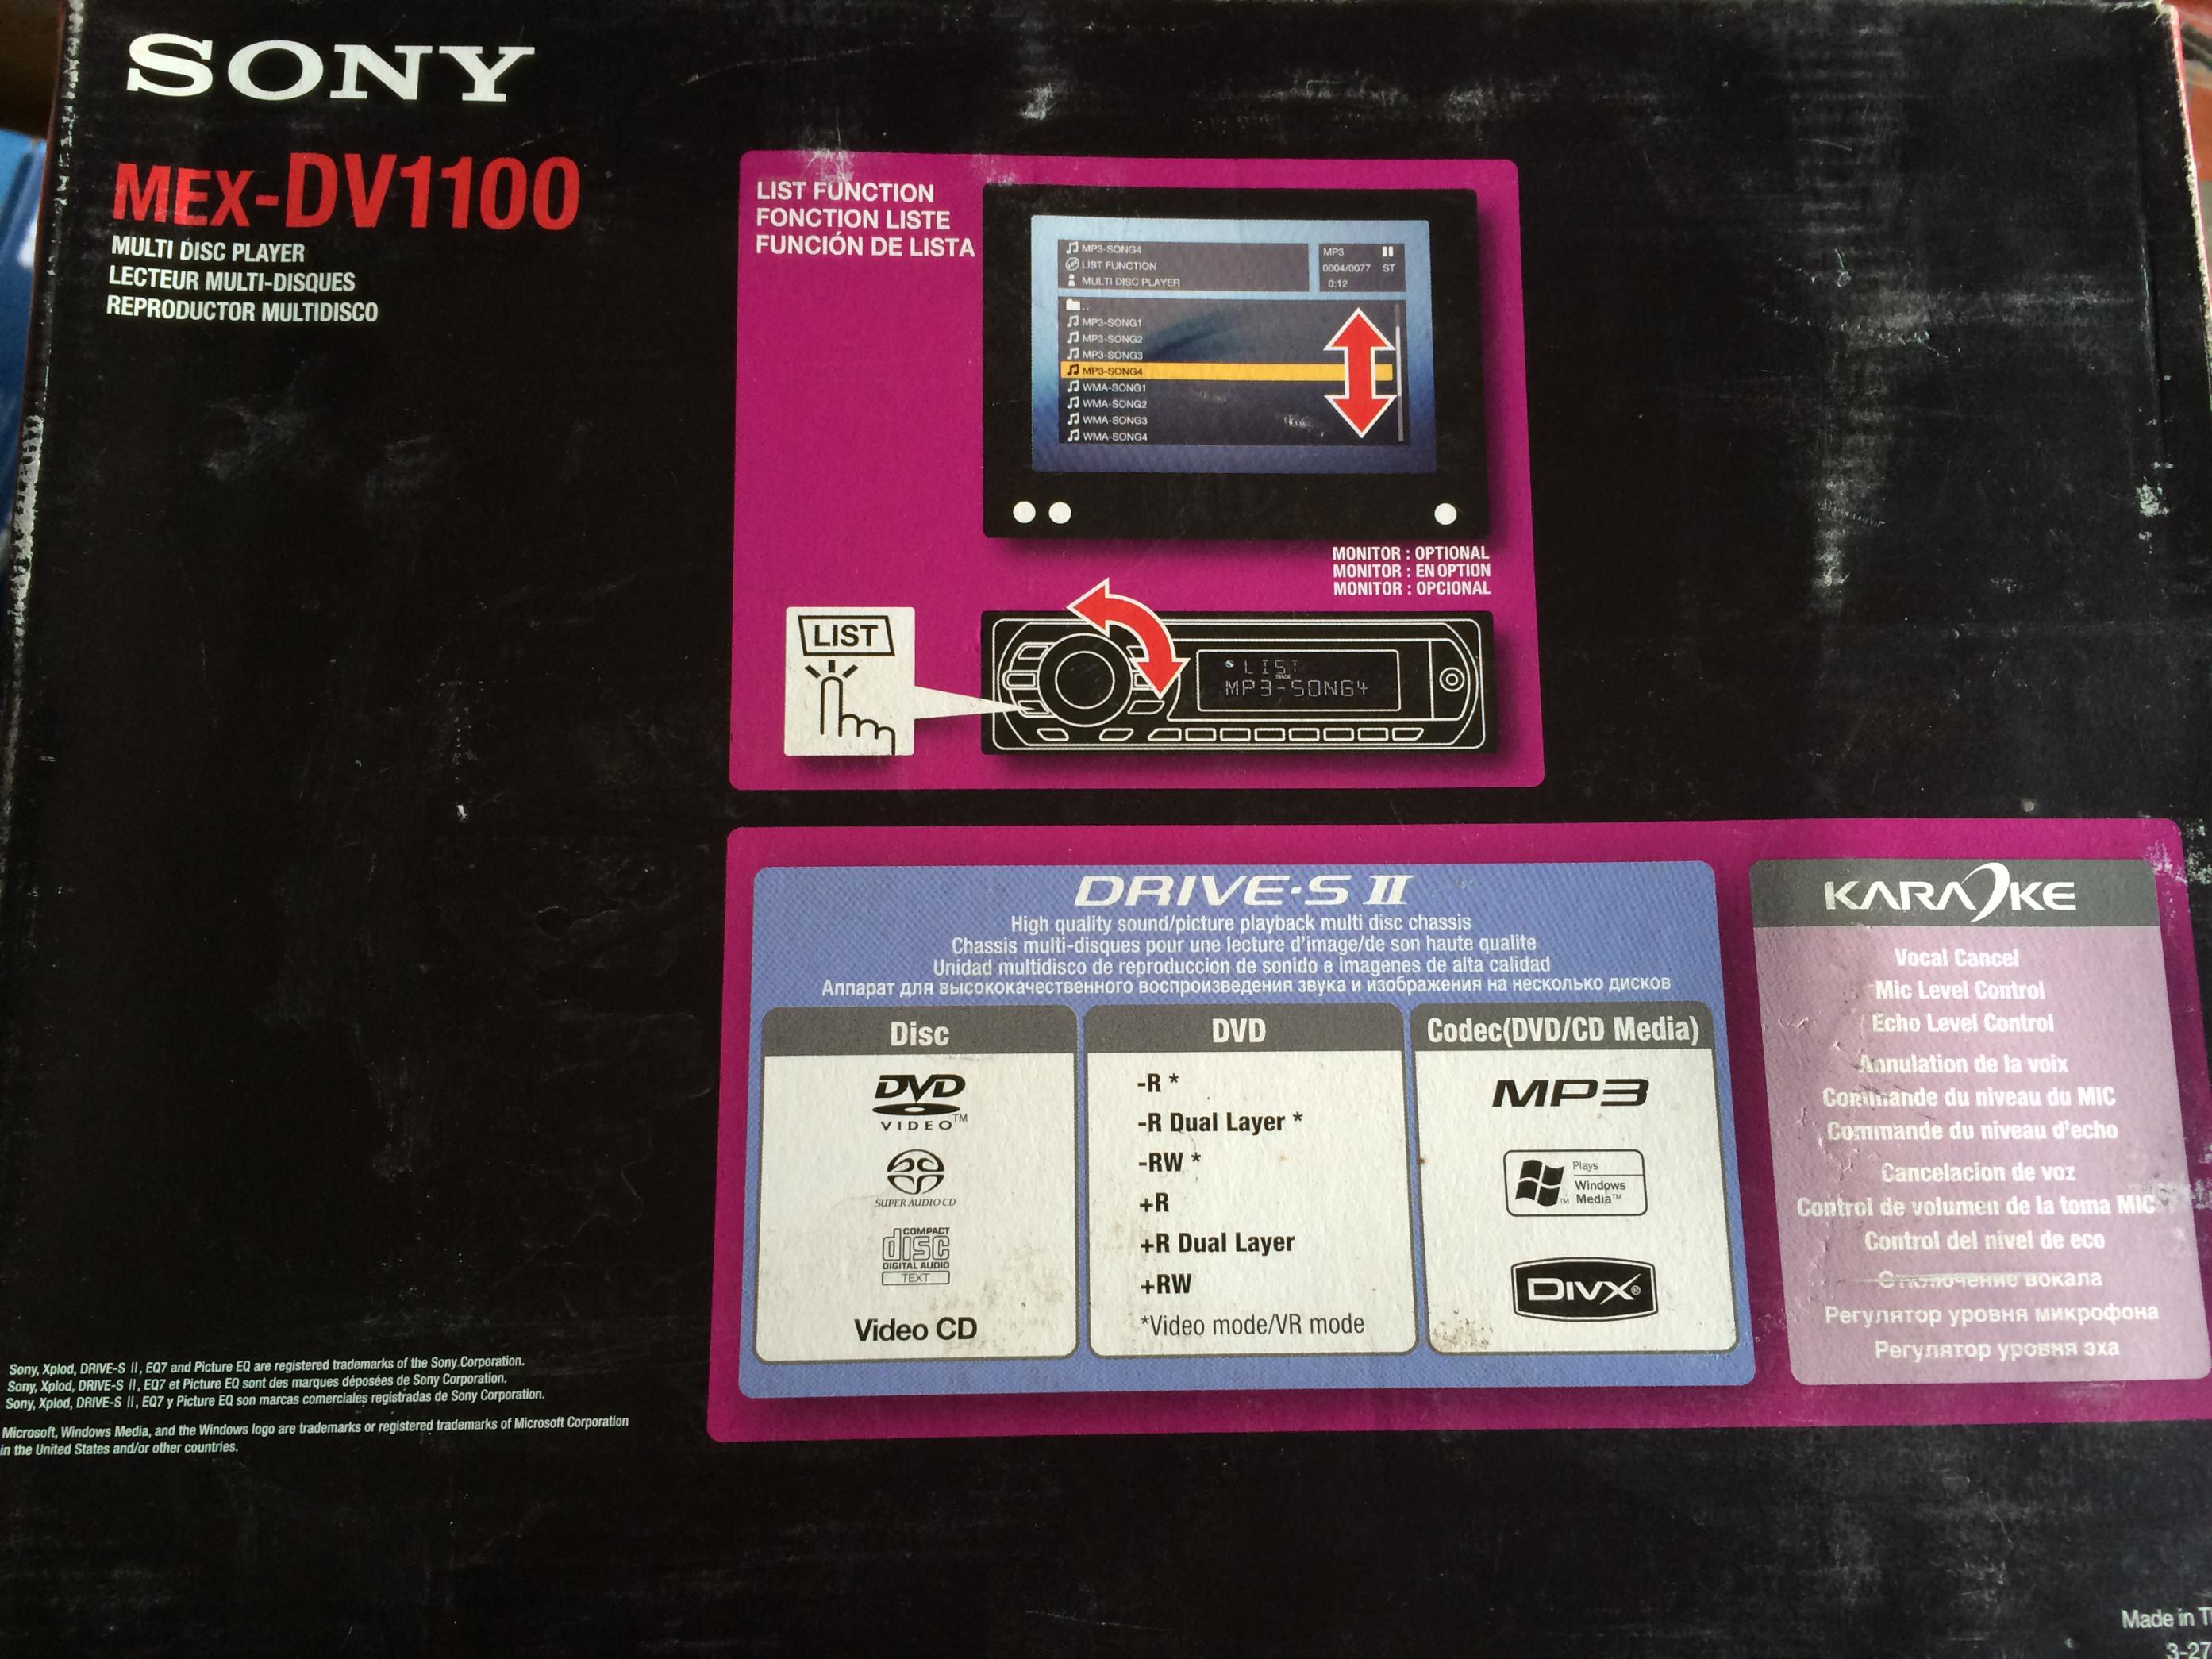 SONY
MEX-DV1100
MULTI DISC PLAYER
LECTEUR MULTI-DISQUES
REPRODUCTOR MULTIDISCO
LIST FUNCTION
FONCTION LISTE
FUNCIÓN DE LISTA
MP3-SONG4
LIST FUNCTION
MULTI DISC PLAYER
MP3
0004/0077 ST
0:12
..
MP3-SONG1
MP3-SONG2
MP3-SONG3
MP3-SONG4
WMA-SONG1
WMA-SONG2
WMA-SONG3
WMA-SONG4
MONITOR : OPTIONAL
MONITOR : EN OPTION
MONITOR : OPCIONAL
LIST
LIST
TRACK
MP3-SONG4
DRIVE-S II
High quality sound/picture playback multi disc chassis
Chassis multi-disques pour une lecture d'image/de son haute qualite
Unidad multidisco de reproduccion de sonido e imagenes de alta calidad
Аппарат для высококачественного воспроизведения звука и изображения на несколько дисков
Disc
DVD
VIDEO™
SUPER AUDIO CD
COMPACT
disc
DIGITAL AUDIO
TEXT
Video CD
DVD
-R *
-R Dual Layer *
-RW *
+R
+R Dual Layer
+RW
*Video mode/VR mode
Codec(DVD/CD Media)
MP3
Plays
Windows
Media™
DIVX®
KARAOKE
Vocal Cancel
Mic Level Control
Echo Level Control
Annulation de la voix
Commande du niveau du MIC
Commande du niveau d'echo
Cancelacion de voz
Control de volumen de la toma MIC
Control del nivel de eco
Отключение вокала
Регулятор уровня микрофона
Регулятор уровня эха
Sony, Xplod, DRIVE-S II, EQ7 and Picture EQ are registered trademarks of the Sony Corporation.
Sony, Xplod, DRIVE-S II, EQ7 et Picture EQ sont des marques déposées de Sony Corporation.
Sony, Xplod, DRIVE-S II, EQ7 y Picture EQ son marcas comerciales registradas de Sony Corporation.
Microsoft, Windows Media, and the Windows logo are trademarks or registered trademarks of Microsoft Corporation
in the United States and/or other countries.
Made in
3-27